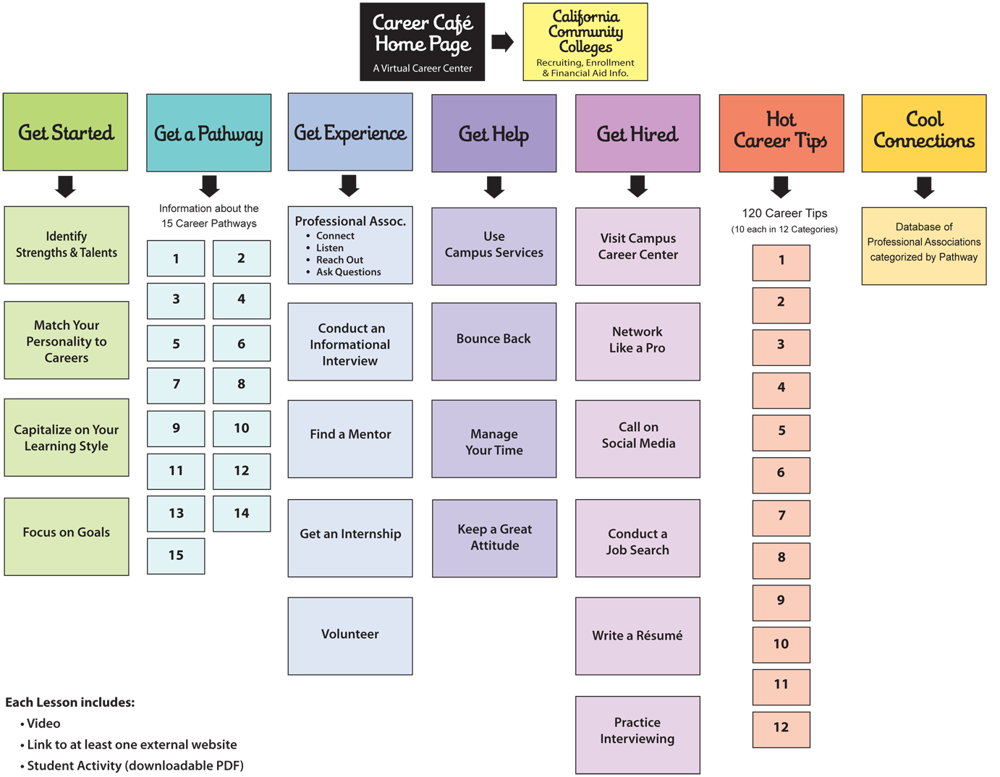 Career Café
Home Page
A Virtual Career Center
California
Community
Colleges
Recruiting, Enrollment
& Financial Aid Info.
Get Started
Identify
Strengths & Talents
Match Your
Personality to
Careers
Capitalize on Your
Learning Style
Focus on Goals
Get a Pathway
Information about the
15 Career Pathways
1
2
3
4
5
6
7
8
9
10
11
12
13
14
15
Get Experience
Professional Assoc.
• Connect
• Listen
• Reach Out
• Ask Questions
Conduct an
Informational
Interview
Find a Mentor
Get an Internship
Volunteer
Get Help
Use
Campus Services
Bounce Back
Manage
Your Time
Keep a Great
Attitude
Get Hired
Visit Campus
Career Center
Network
Like a Pro
Call on
Social Media
Conduct a
Job Search
Write a Résumé
Practice
Interviewing
Hot
Career Tips
120 Career Tips
(10 each in 12 Categories)
1
2
3
4
5
6
7
8
9
10
11
12
Cool
Connections
Database of
Professional Associations
categorized by Pathway
Each Lesson includes:
• Video
• Link to at least one external website
• Student Activity (downloadable PDF)